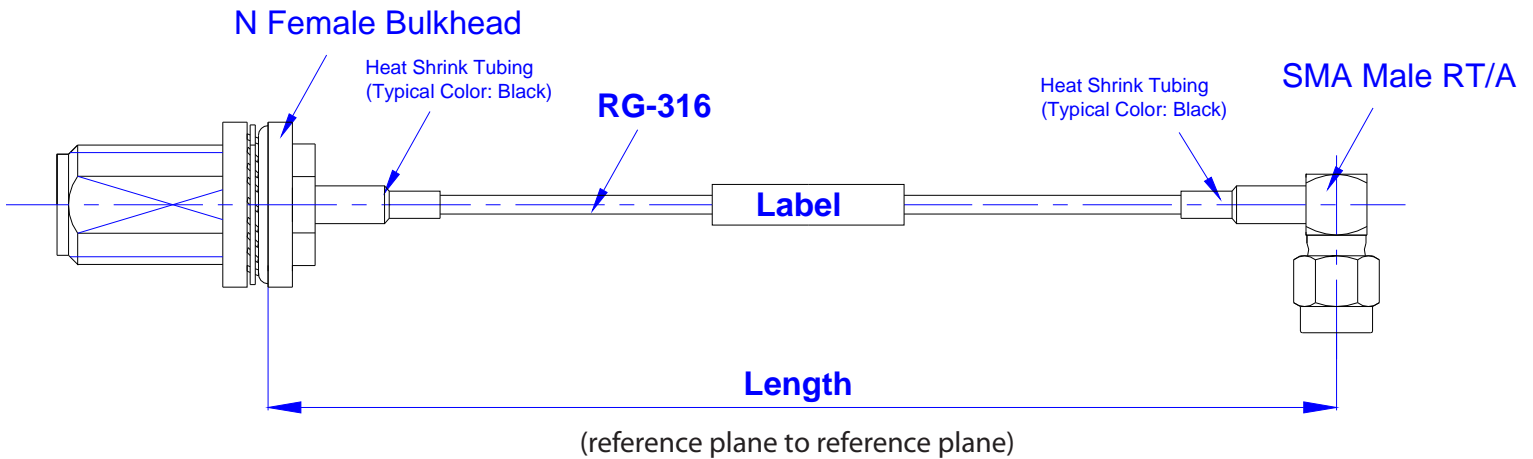 N Female Bulkhead
Heat Shrink Tubing
(Typical Color: Black)
RG-316
Heat Shrink Tubing
(Typical Color: Black)
SMA Male RT/A
Label
Length
(reference plane to reference plane)